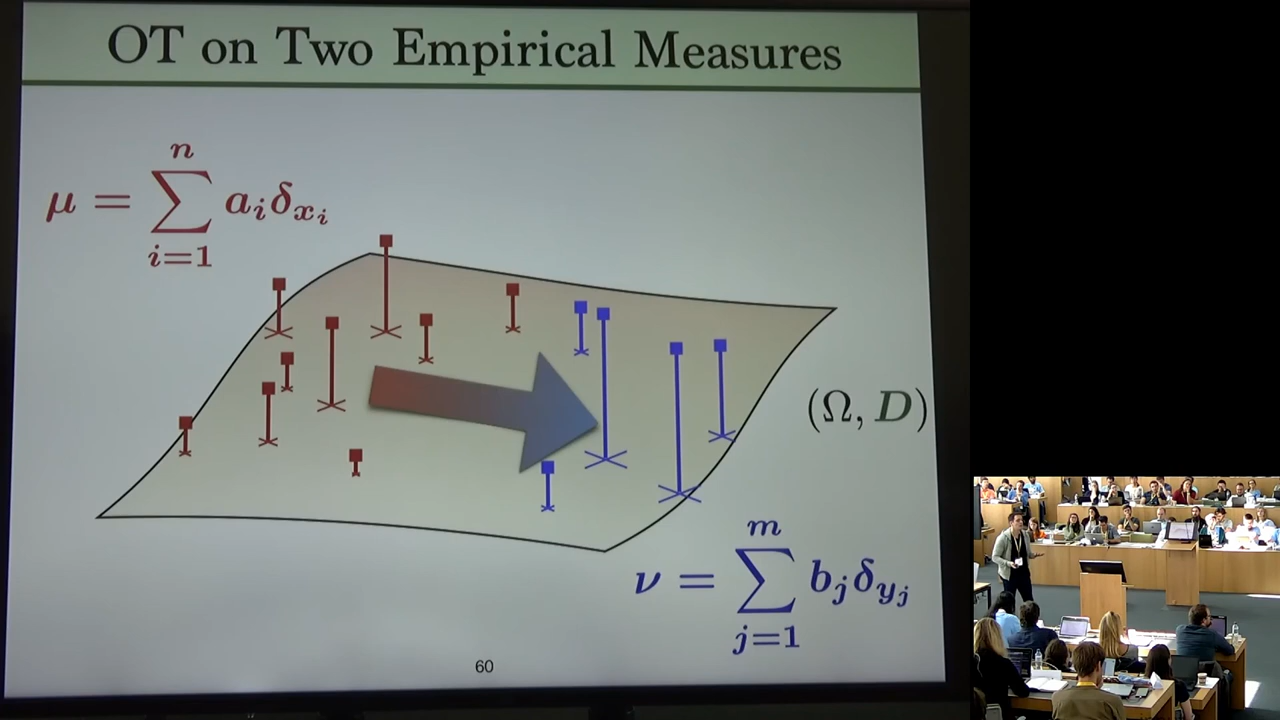 OT on Two Empirical Measures
μ = ∑_{i=1}^{n} a_i δ_{x_i}
(Ω, D)
ν = ∑_{j=1}^{m} b_j δ_{y_j}
60